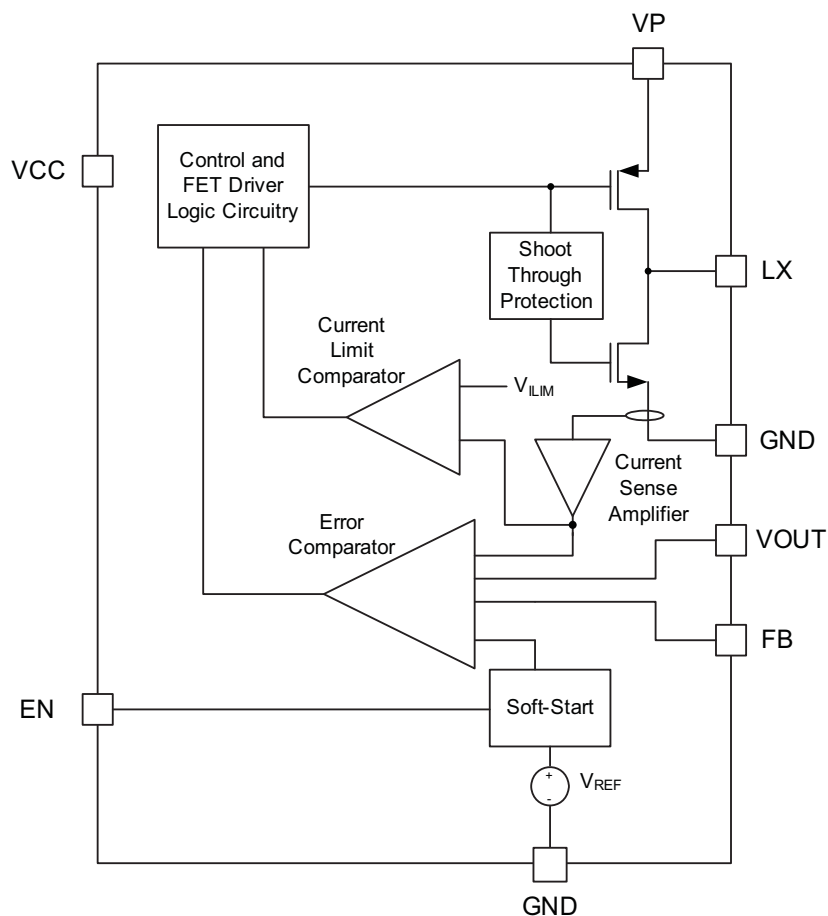 VP
VCC
Control and
FET Driver
Logic Circuitry
Shoot
Through
Protection
LX
Current
Limit
Comparator
VILIM
GND
Current
Sense
Amplifier
Error
Comparator
VOUT
FB
EN
Soft-Start
+
-
VREF
GND